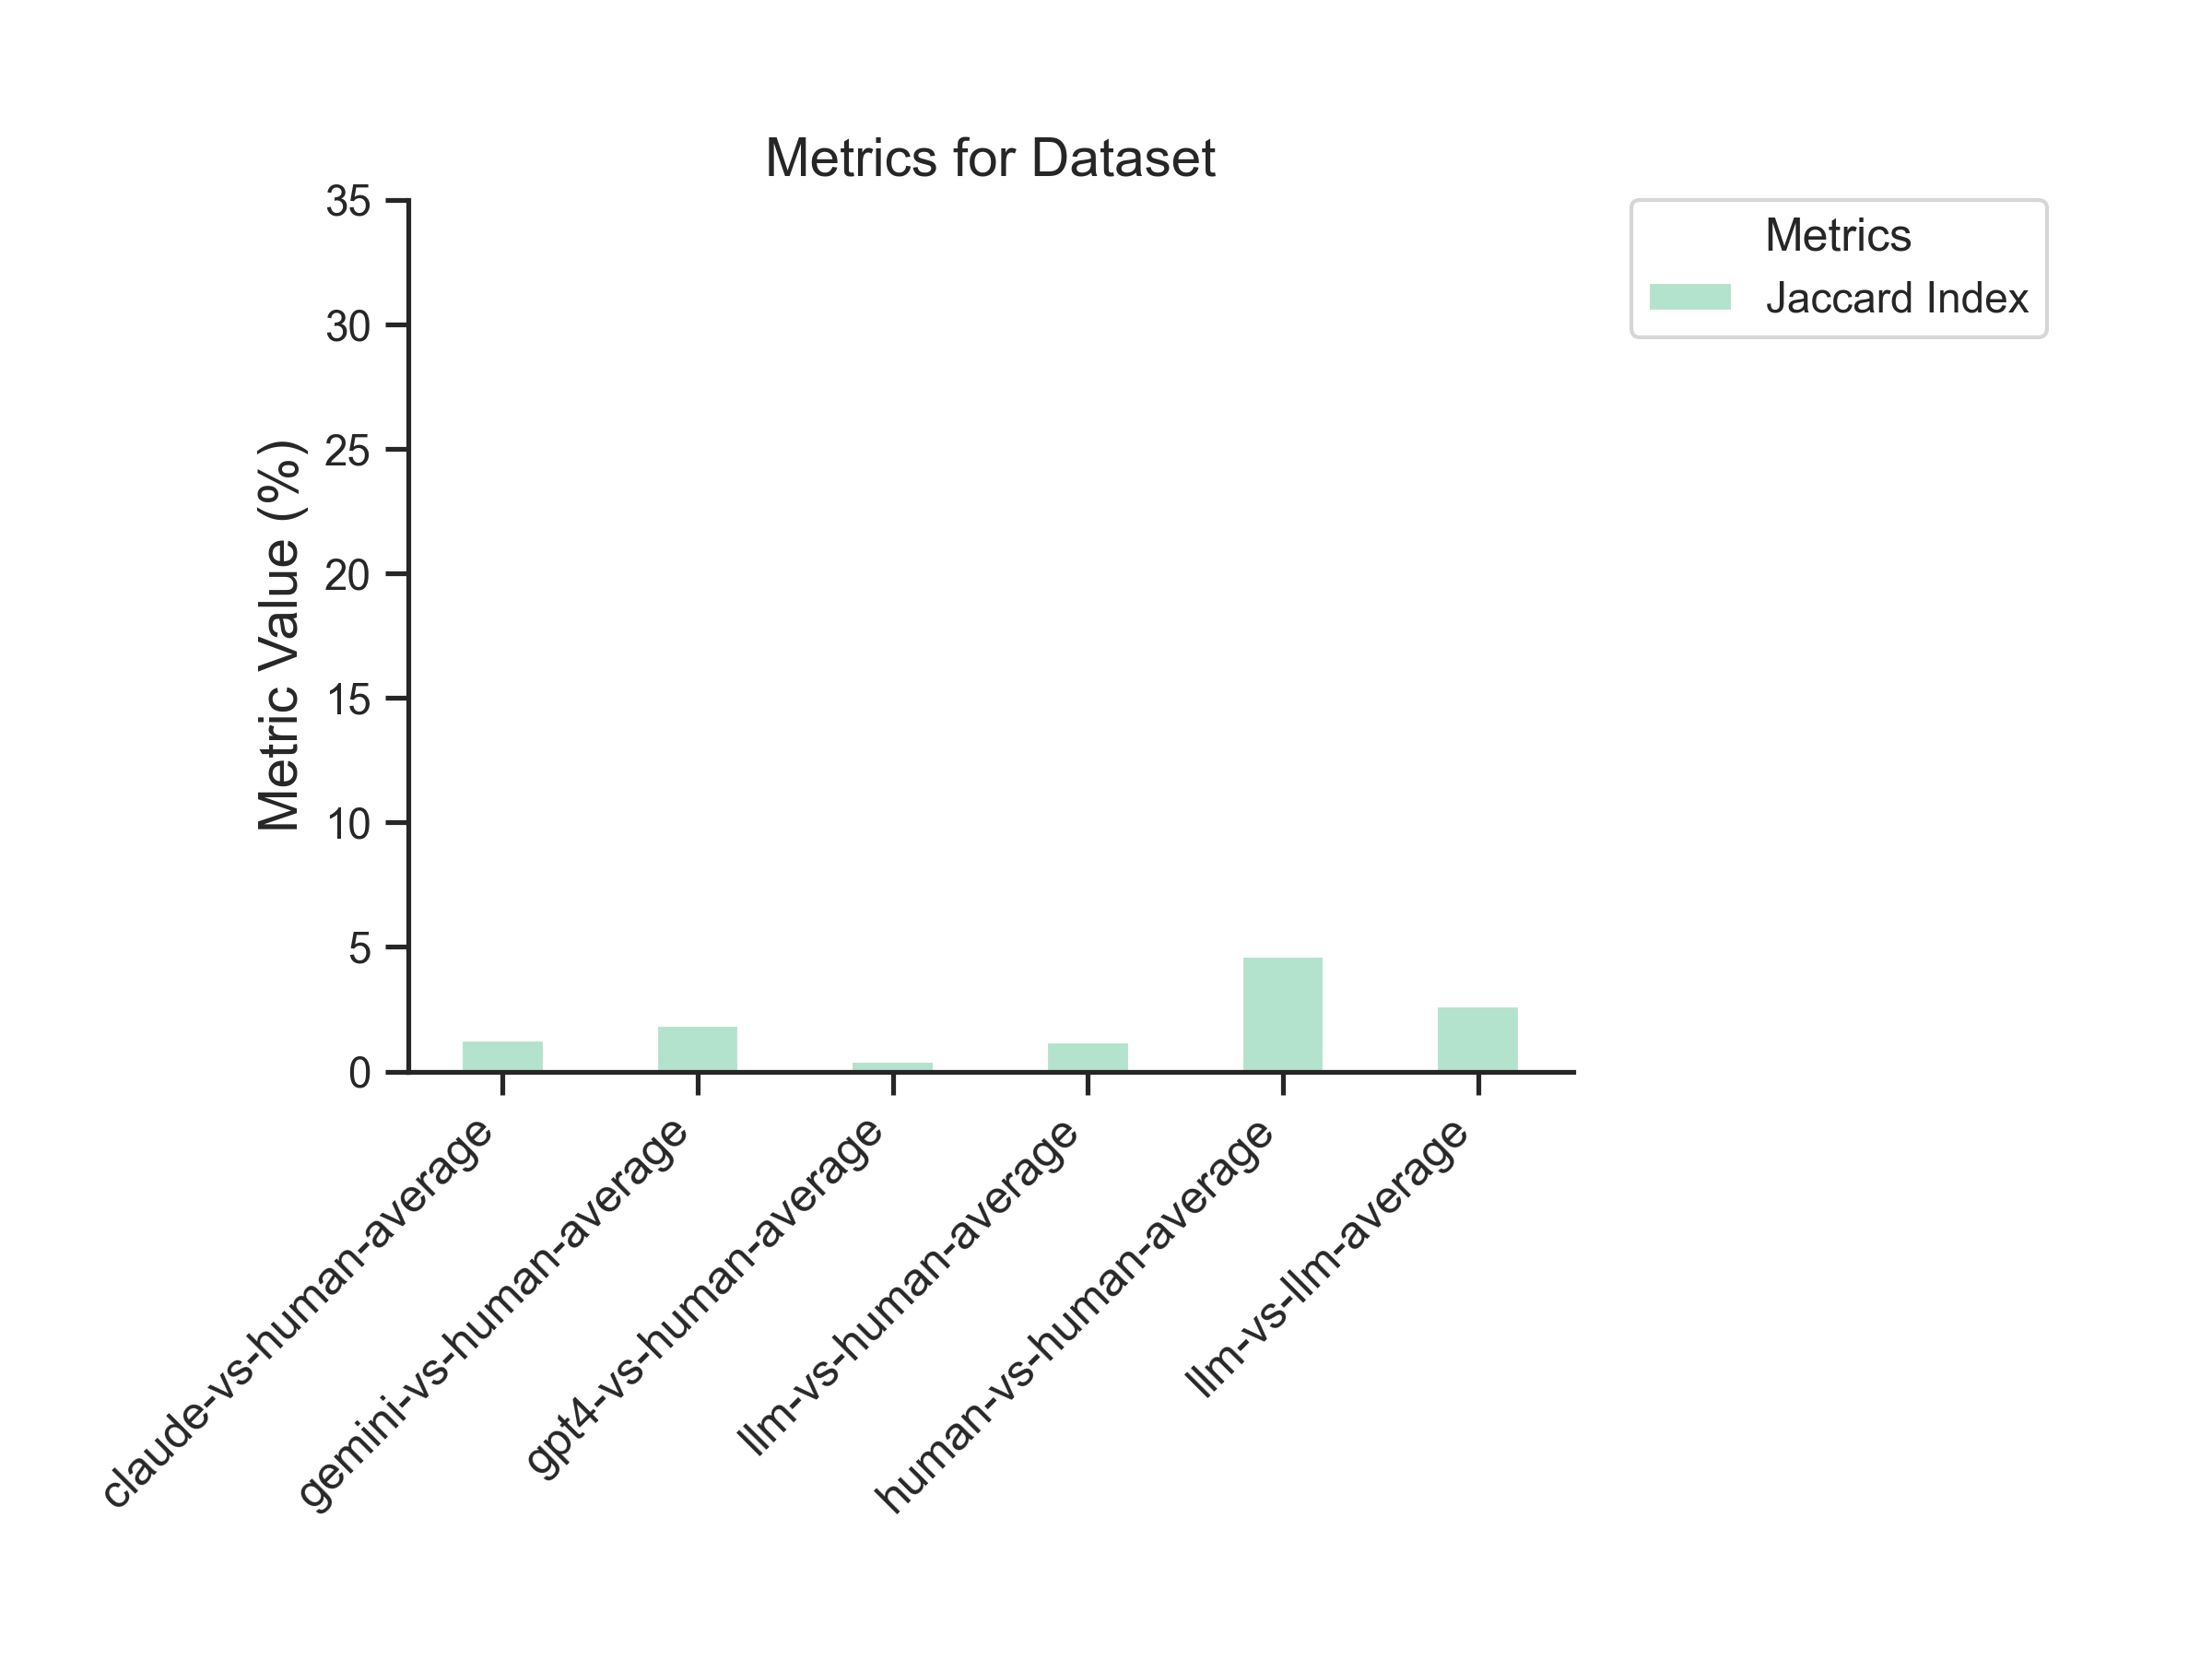 Metrics for Dataset
Metrics
Jaccard Index
Metric Value (%)
35
30
25
20
15
10
5
0
claude-vs-human-average
gemini-vs-human-average
gpt4-vs-human-average
llm-vs-human-average
human-vs-human-average
llm-vs-llm-average